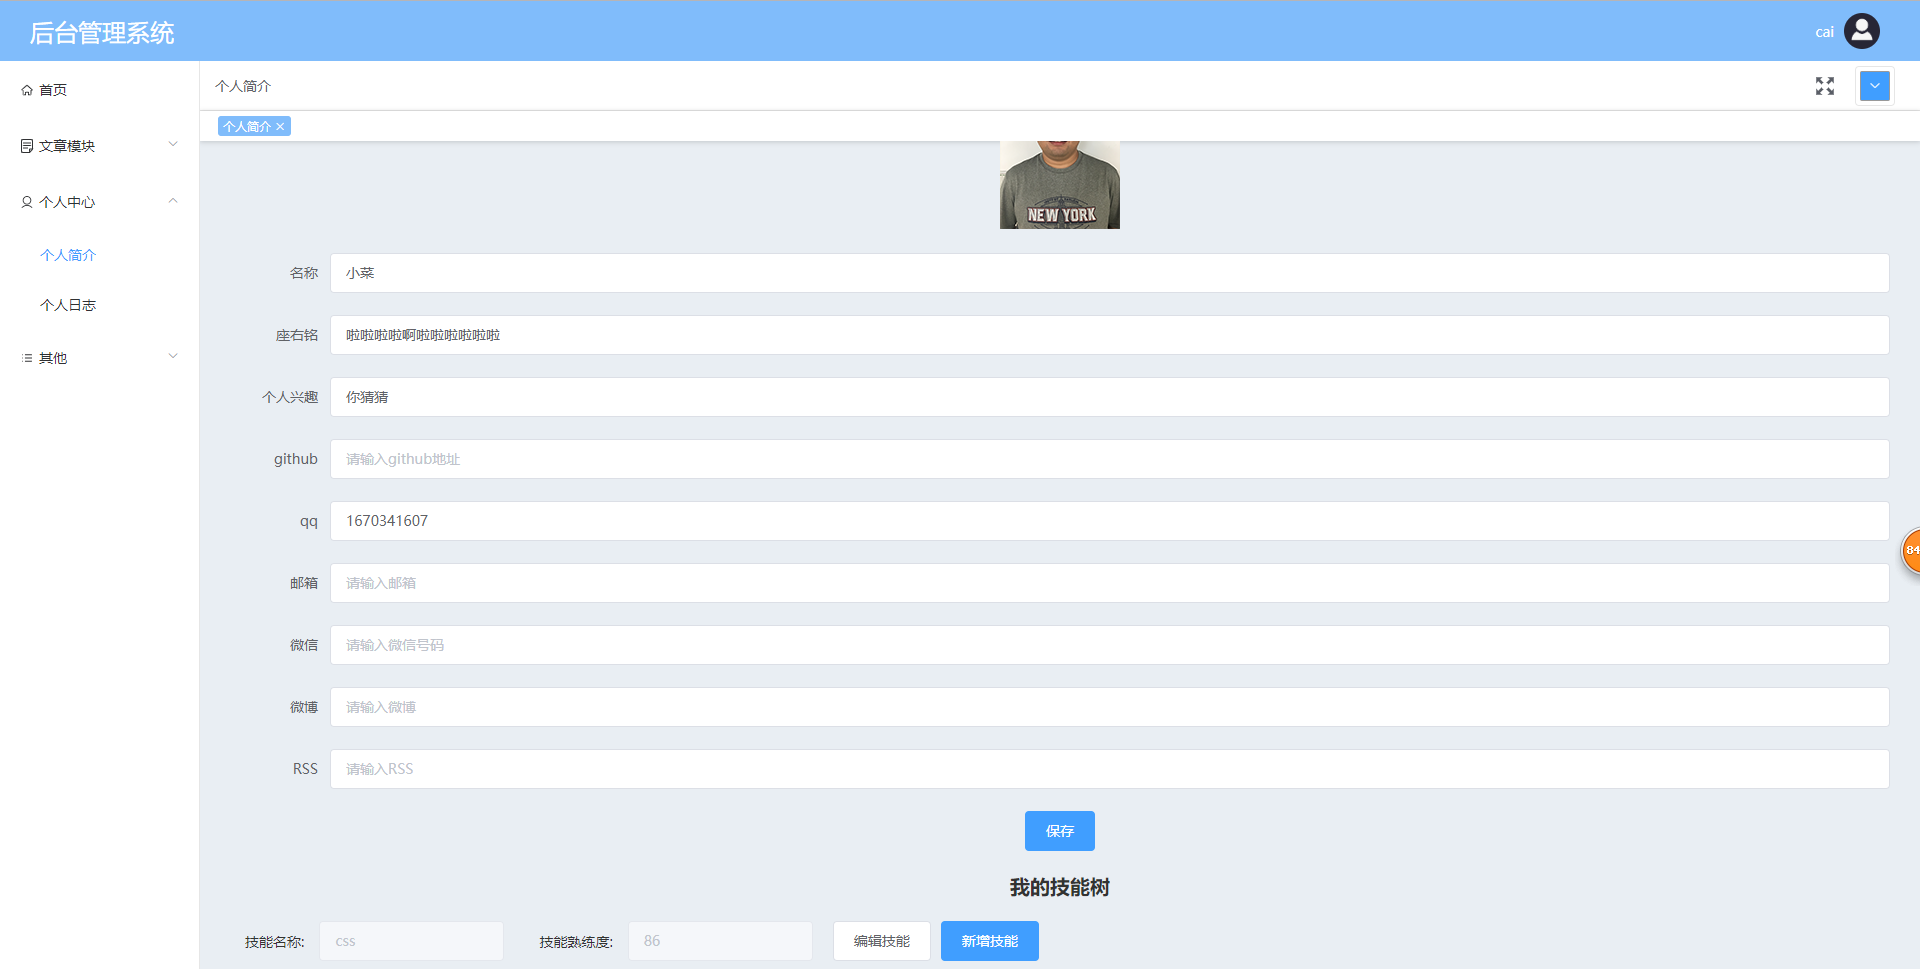 后台管理系统
cai
首页
文章模块
个人中心
个人简介
个人日志
其他
个人简介
个人简介
NEW YORK
名称 小菜
座右铭 啦啦啦啦啊啦啦啦啦啦啦
个人兴趣 你猜猜
github 请输入github地址
qq 1670341607
邮箱 请输入邮箱
微信 请输入微信号码
微博 请输入微博
RSS 请输入RSS
保存
我的技能树
技能名称: css 技能熟练度: 86 编辑技能 新增技能
84